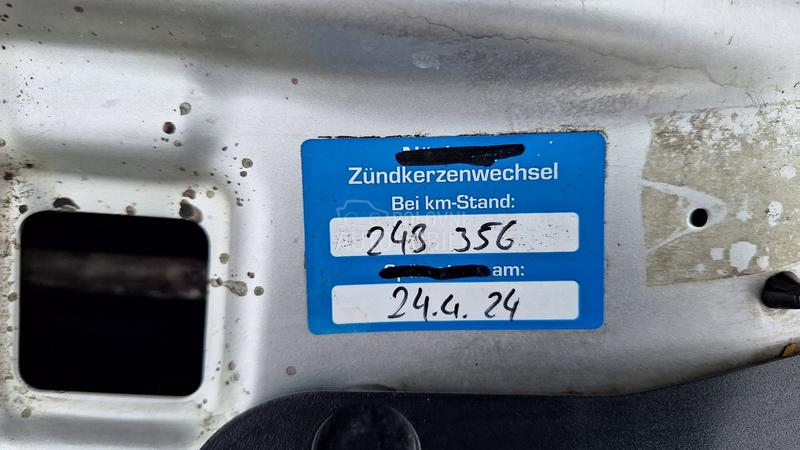 Zündkerzenwechsel
Bei km-Stand:
243 356
am:
24.4. 24